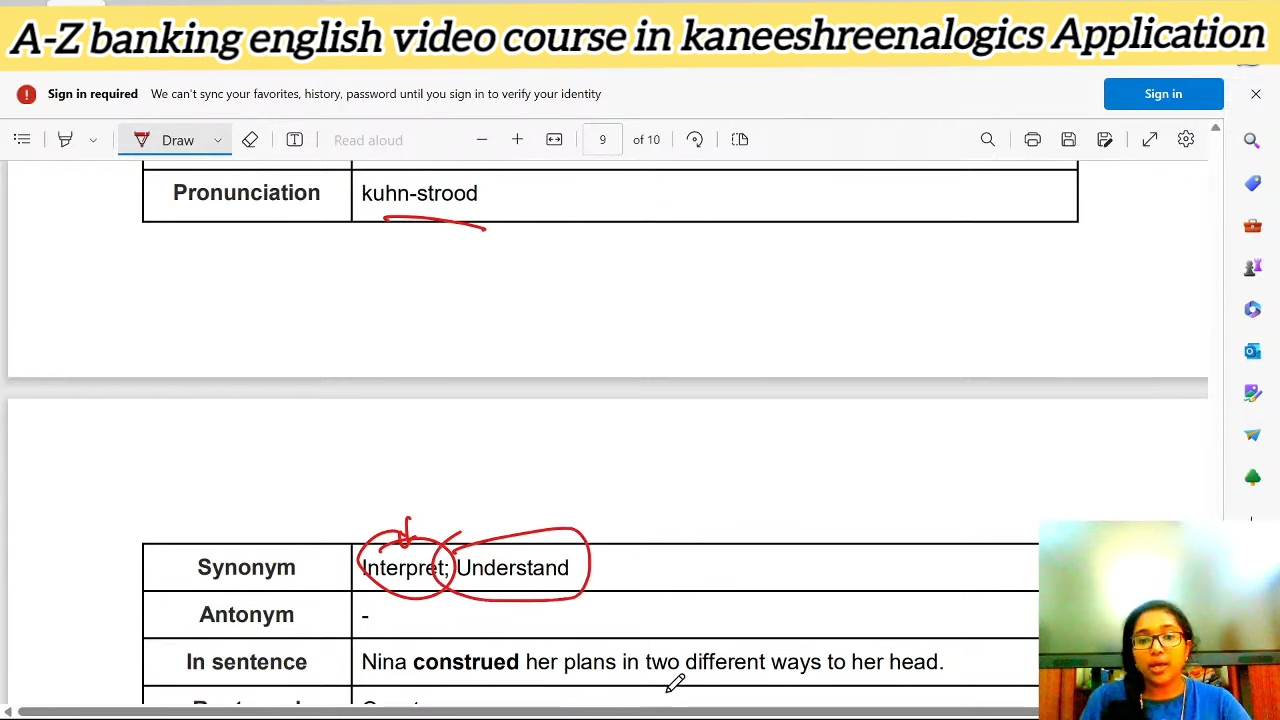 A-Z banking english video course in kaneeshreenalogics Application
Sign in required We can't sync your favorites, history, password until you sign in to verify your identity Sign in
Draw Read aloud 9 of 10
Pronunciation kuhn-strood
Synonym Interpret; Understand
Antonym -
In sentence Nina construed her plans in two different ways to her head.